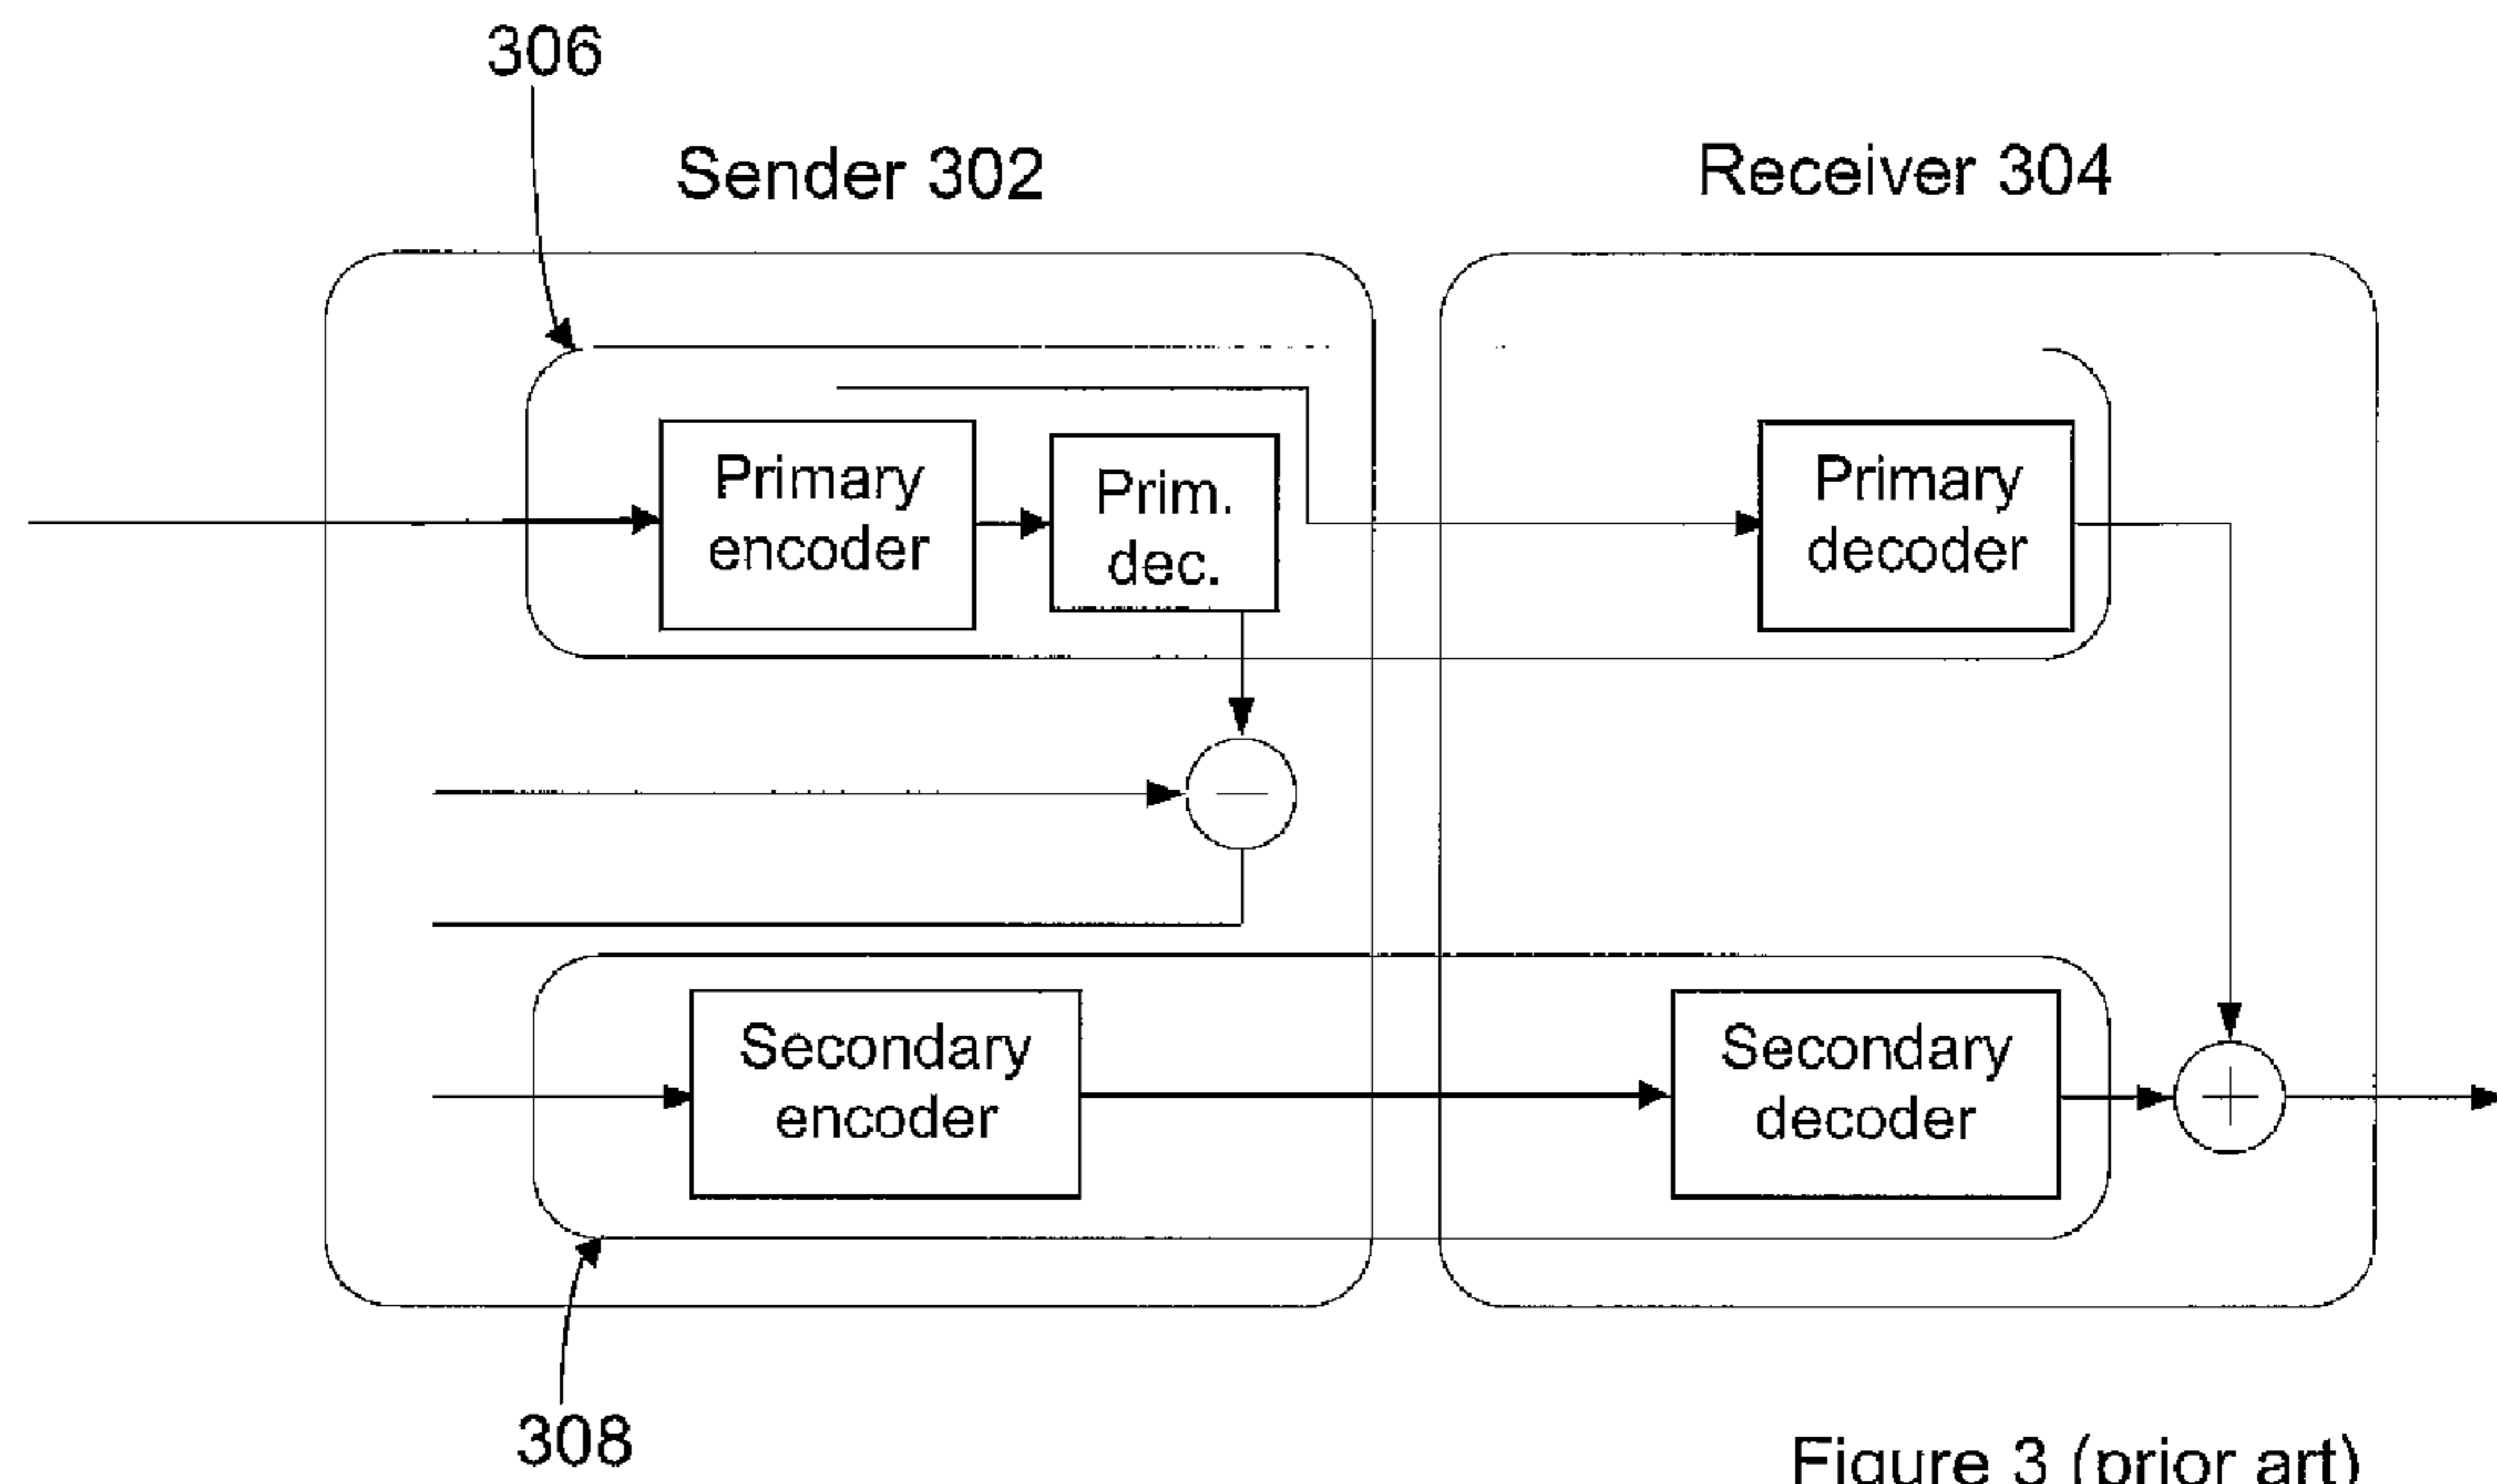 306
Sender 302
Receiver 304
Primary
encoder
Prim.
dec.
Primary
decoder
Secondary
encoder
Secondary
decoder
308
Figure 3 (prior art)